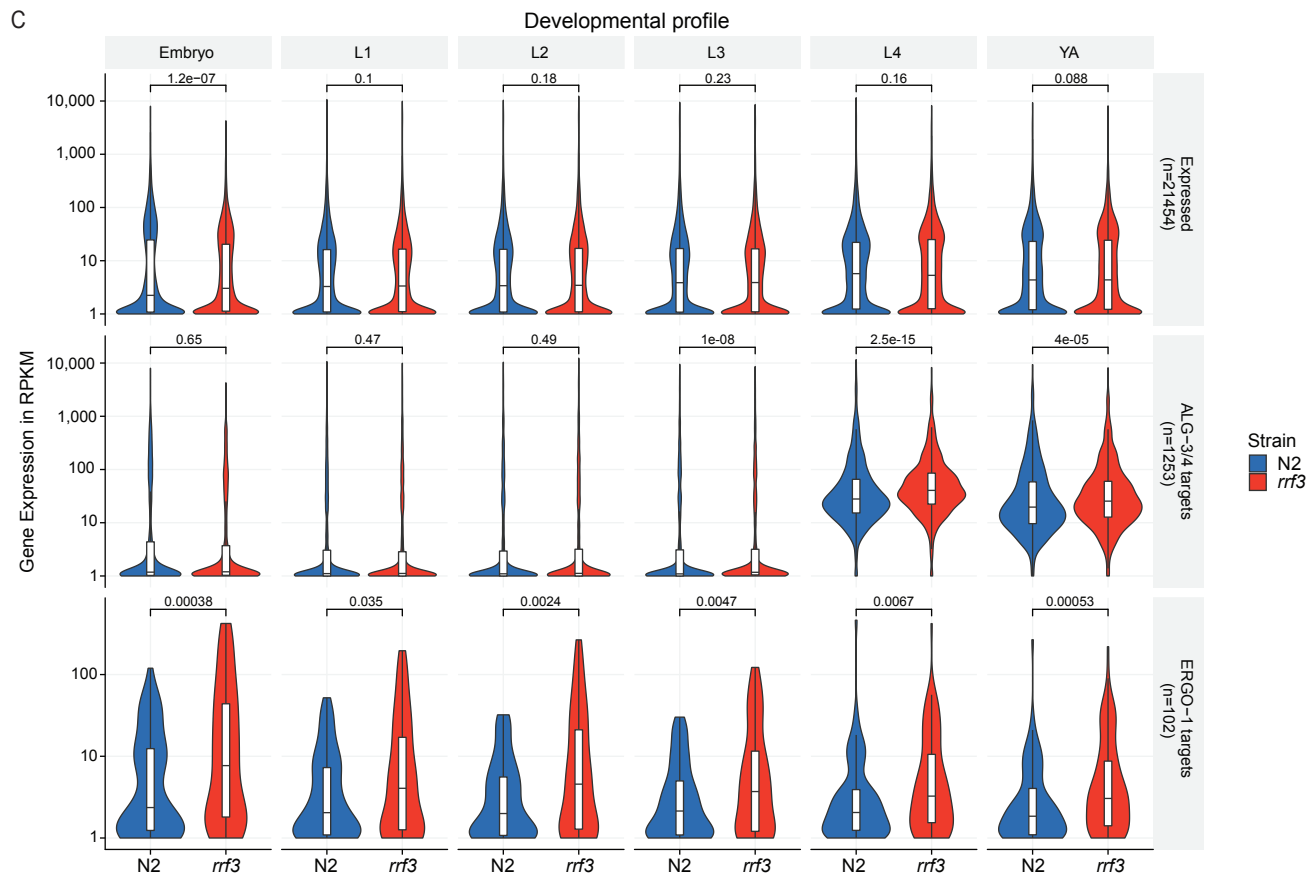 C
Developmental profile
Embryo L1 L2 L3 L4 YA
1.2e−07 0.1 0.18 0.23 0.16 0.088
10,000
1,000
100
10
1
Expressed
(n=21454)
0.65 0.47 0.49 1e-08 2.5e-15 4e-05
10,000
1,000
100
10
1
ALG−3/4 targets
(n=1253)
Gene Expression in RPKM
0.00038 0.035 0.0024 0.0047 0.0067 0.00053
100
10
1
ERGO−1 targets
(n=102)
N2 rrf3 N2 rrf3 N2 rrf3 N2 rrf3 N2 rrf3 N2 rrf3
Strain
N2
rrf3